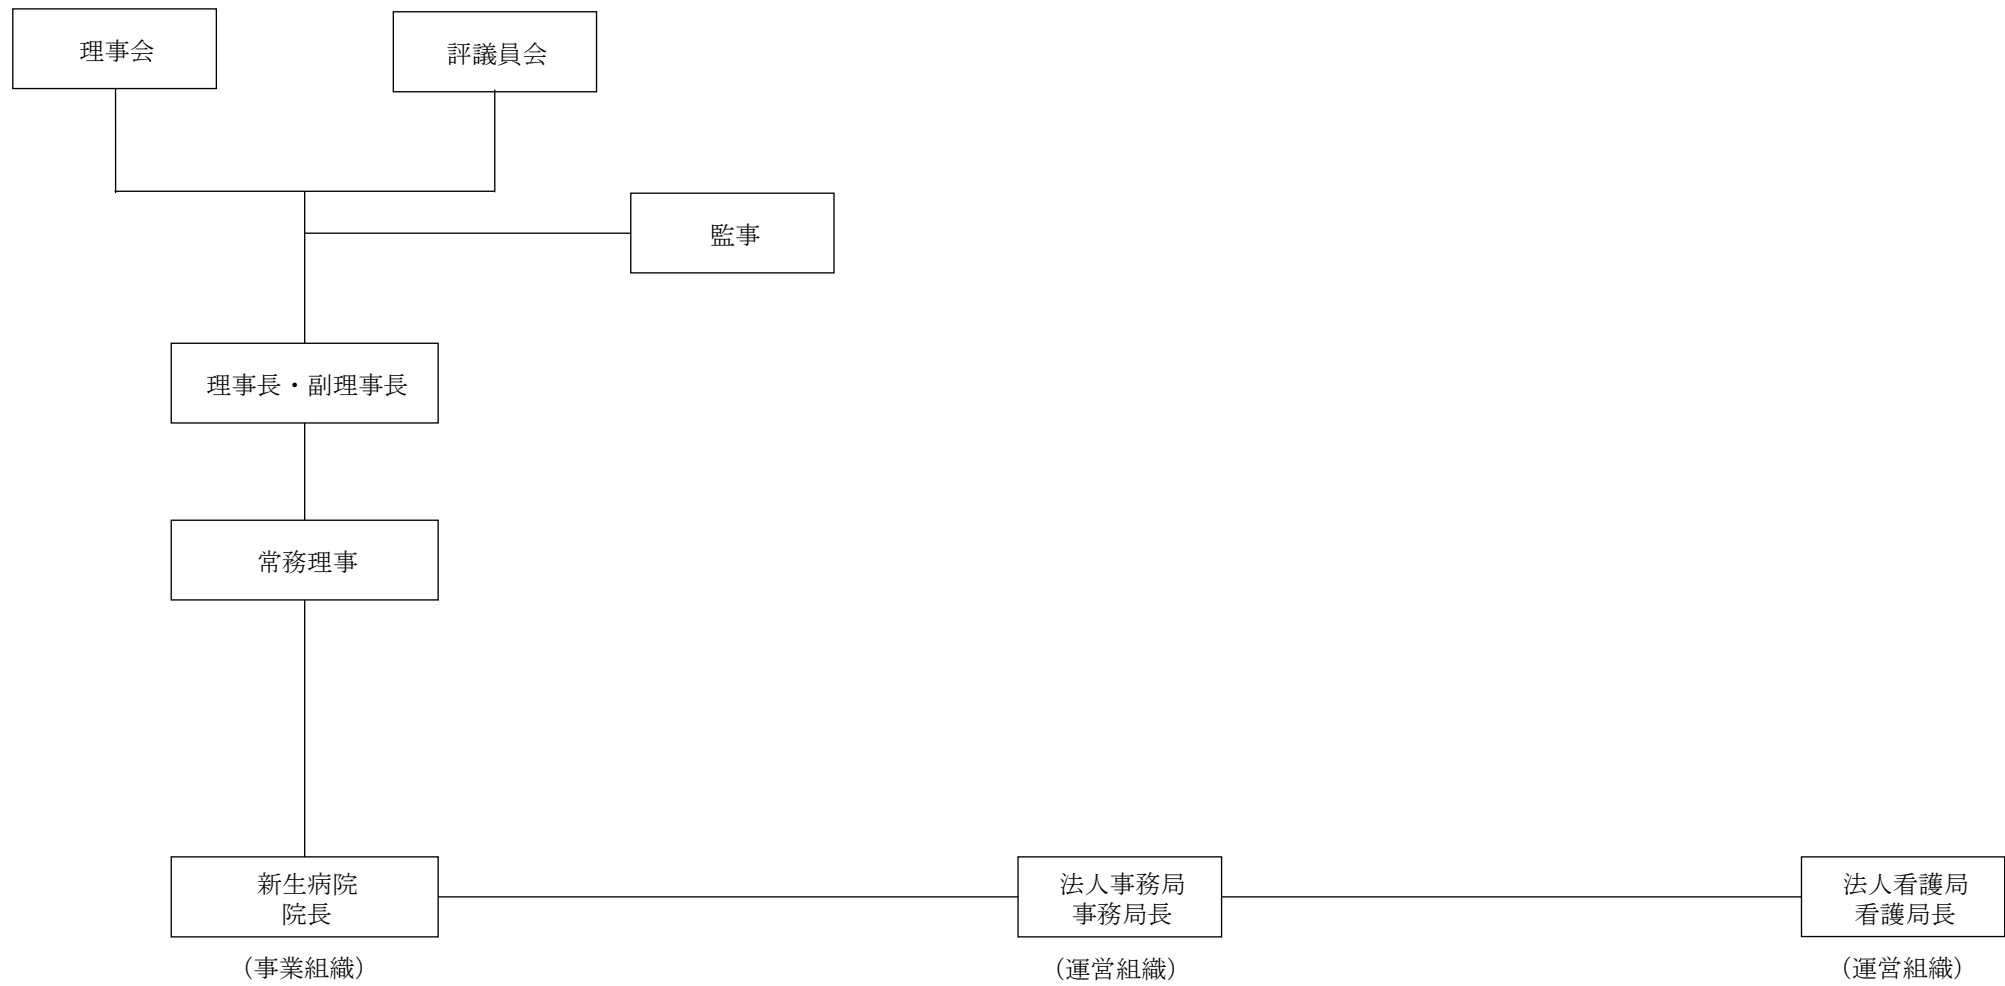 理事会
評議員会
監事
理事長・副理事長
常務理事
新生病院
院長
(事業組織)
法人事務局
事務局長
(運営組織)
法人看護局
看護局長
(運営組織)